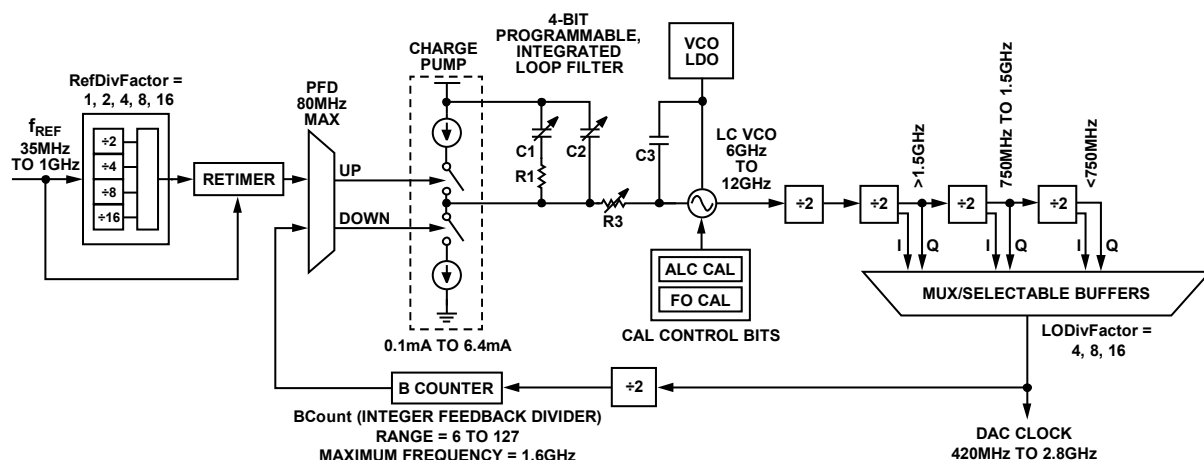 4-BIT
PROGRAMMABLE,
INTEGRATED
LOOP FILTER
CHARGE
PUMP
VCO
LDO
RefDivFactor =
1, 2, 4, 8, 16
PFD
80MHz
MAX
fREF
35MHz
TO 1GHz
÷2
÷4
÷8
÷16
RETIMER
UP
DOWN
C1
R1
C2
C3
R3
LC VCO
6GHz
TO
12GHz
÷2
÷2
>1.5GHz
÷2
750MHz TO 1.5GHz
÷2
<750MHz
I
Q
I
Q
I
Q
ALC CAL
FO CAL
CAL CONTROL BITS
MUX/SELECTABLE BUFFERS
LODivFactor =
4, 8, 16
0.1mA TO 6.4mA
B COUNTER
÷2
BCount (INTEGER FEEDBACK DIVIDER)
RANGE = 6 TO 127
MAXIMUM FREQUENCY = 1.6GHz
DAC CLOCK
420MHz TO 2.8GHz